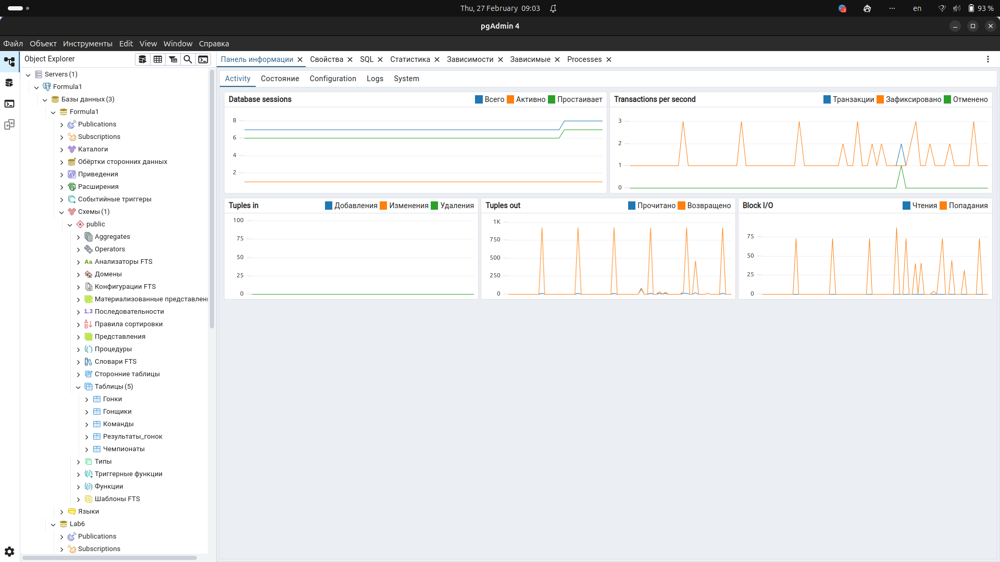 Thu, 27 February 09:03
en
93 %
pgAdmin 4
Файл Объект Инструменты Edit View Window Справка
Object Explorer
Servers (1)
Formula1
Базы данных (3)
Formula1
Publications
Subscriptions
Каталоги
Обёртки сторонних данных
Приведения
Расширения
Событийные триггеры
Схемы (1)
public
Aggregates
Operators
Анализаторы FTS
Домены
Конфигурации FTS
Материализованные представлен
1..3 Последовательности
Правила сортировки
Представления
Процедуры
Словари FTS
Сторонние таблицы
Таблицы (5)
Гонки
Гонщики
Команды
Результаты_гонок
Чемпионаты
Типы
Триггерные функции
Функции
Шаблоны FTS
Языки
Lab6
Publications
Subscriptions
Панель информации Свойства SQL Статистика Зависимости Зависимые Processes
Activity Состояние Configuration Logs System
Database sessions Всего Активно Простаивает
8
6
4
2
Transactions per second Транзакции Зафиксировано Отменено
3
2
1
0
Tuples in Добавления Изменения Удаления
100
75
50
25
0
Tuples out Прочитано Возвращено
1K
750
500
250
0
Block I/O Чтения Попадания
75
50
25
0